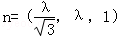 n=(λ/√3, λ, 1)